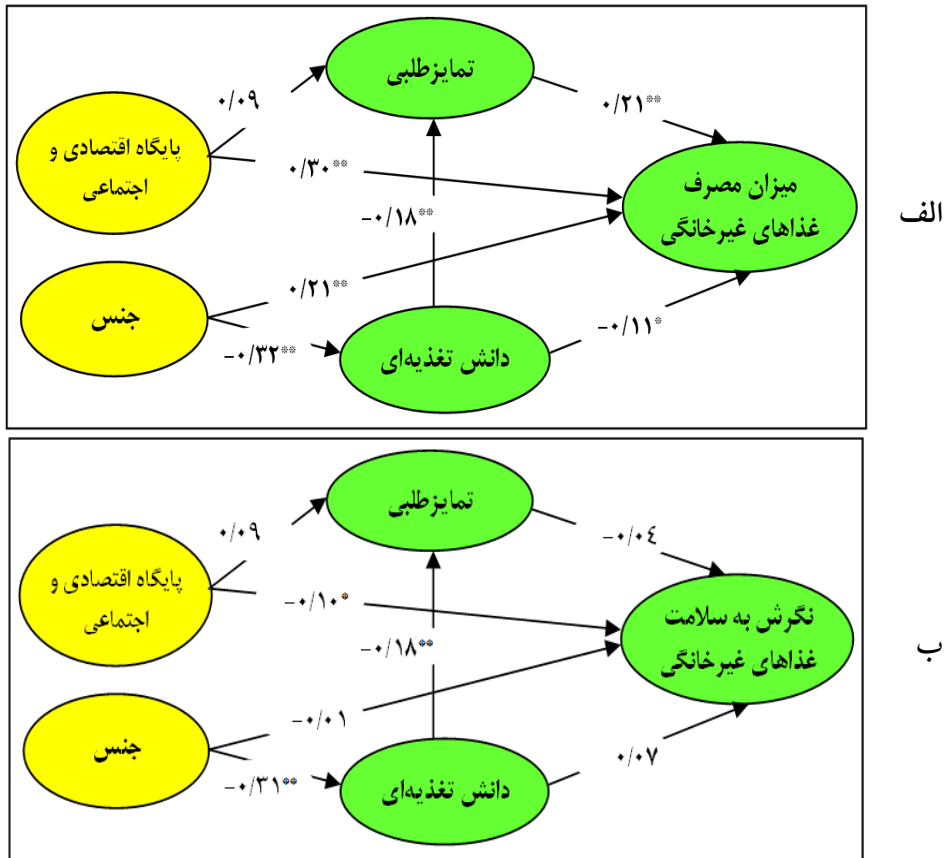 الف
تمایزطلبی
۰/۰۹
۰/۲۱**
پایگاه اقتصادی و
اجتماعی
۰/۳۰**
میزان مصرف
غذاهای غیرخانگی
-۰/۱۸**
جنس
۰/۲۱**
-۰/۳۲**
دانش تغذیه‌ای
-۰/۱۱*
ب
تمایزطلبی
۰/۰۹
-۰/۰٤
پایگاه اقتصادی و
اجتماعی
-۰/۱۰*
نگرش به سلامت
غذاهای غیرخانگی
-۰/۱۸**
جنس
-۰/۰۱
-۰/۳۱**
دانش تغذیه‌ای
۰/۰۷